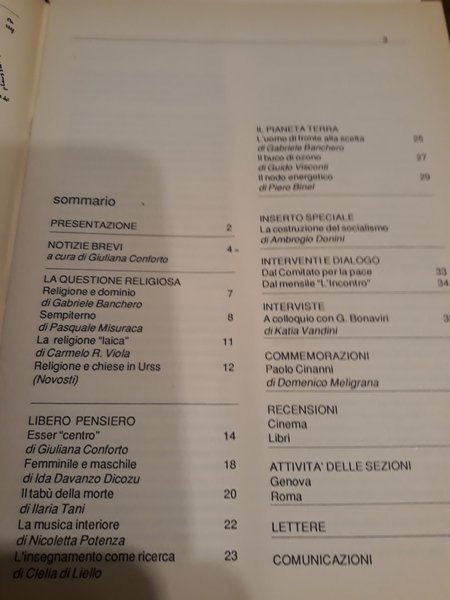 3
sommario
PRESENTAZIONE 2
NOTIZIE BREVI 4
a cura di Giuliana Conforto
LA QUESTIONE RELIGIOSA
Religione e dominio 7
di Gabriele Banchero
Sempiterno 8
di Pasquale Misuraca
La religione "laica" 11
di Carmelo R. Viola
Religione e chiese in Urss 12
(Novosti)
LIBERO PENSIERO
Esser "centro" 14
di Giuliana Conforto
Femminile e maschile 18
di Ida Davanzo Dicozu
Il tabù della morte 20
di Ilaria Tani
La musica interiore 22
di Nicoletta Potenza
L'insegnamento come ricerca 23
di Clelia di Liello
IL PIANETA TERRA
L'uomo di fronte alla scelta 25
di Gabriele Banchero
Il buco di ozono 27
di Guido Visconti
Il nodo energetico 29
di Piero Binel
INSERTO SPECIALE
La costruzione del socialismo
di Ambrogio Donini
INTERVENTI E DIALOGO
Dal Comitato per la pace 33
Dal mensile "L'Incontro" 34
INTERVISTE
A colloquio con G. Bonaviri
di Katia Vandini
COMMEMORAZIONI
Paolo Cinanni
di Domenico Meligrana
RECENSIONI
Cinema
Libri
ATTIVITA' DELLE SEZIONI
Genova
Roma
LETTERE
COMUNICAZIONI